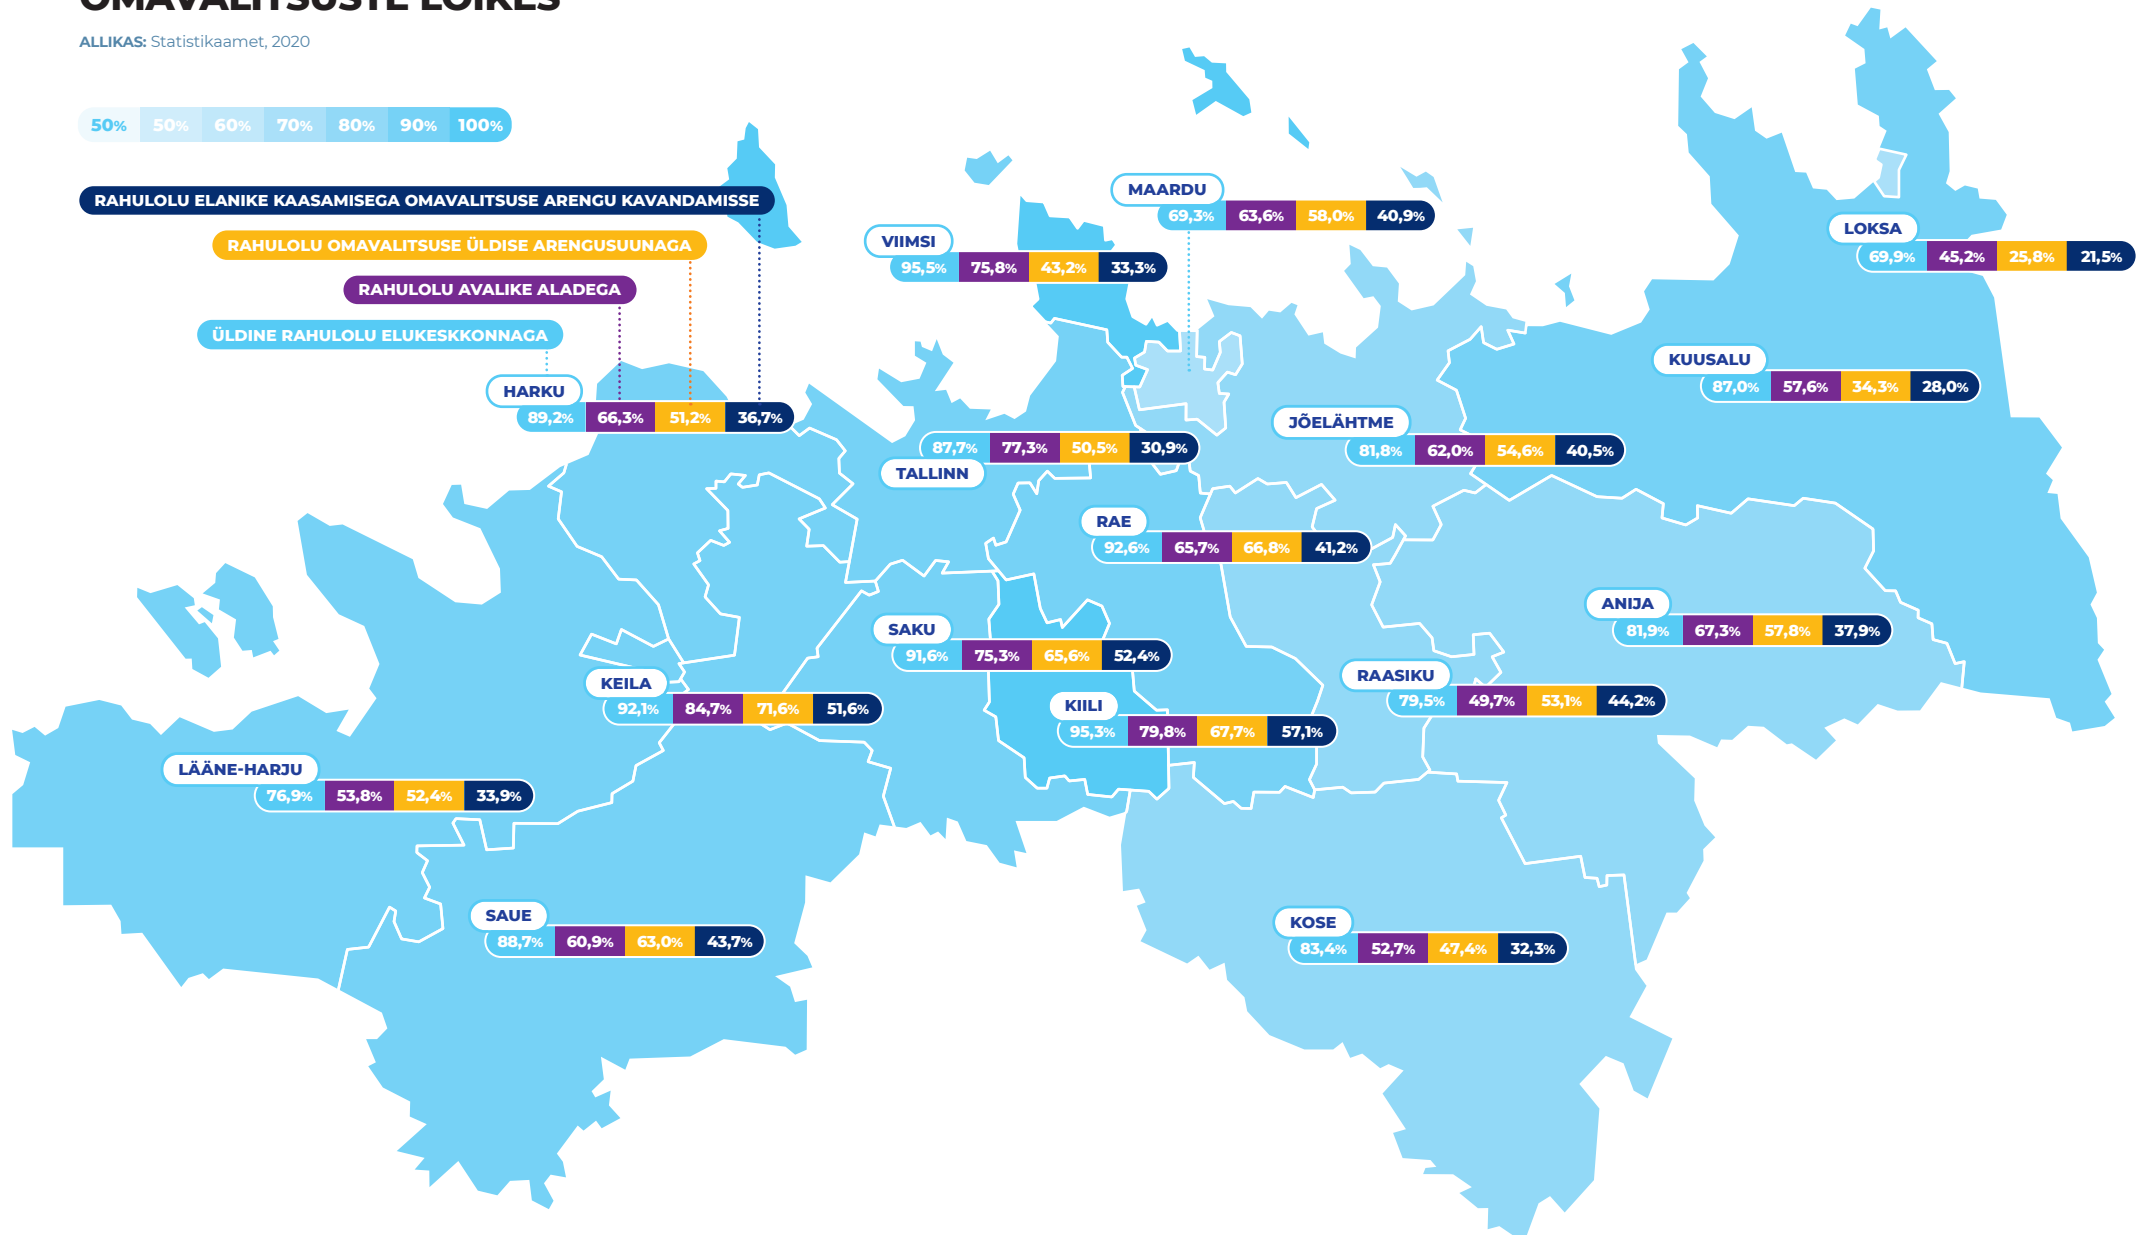 OMAVALITSUSTE LÕIKES
ALLIKAS: Statistikaamet, 2020
50% 50% 60% 70% 80% 90% 100%
RAHULOLU ELANIKE KAASAMISEGA OMAVALITSUSE ARENGU KAVANDAMISSE
RAHULOLU OMAVALITSUSE ÜLDISE ARENGUSUUNAGA
RAHULOLU AVALIKE ALADEGA
ÜLDINE RAHULOLU ELUKESKKONNAGA
HARKU
89,2% 66,3% 51,2% 36,7%
VIIMSI
95,5% 75,8% 43,2% 33,3%
MAARDU
69,3% 63,6% 58,0% 40,9%
LOKSA
69,9% 45,2% 25,8% 21,5%
KUUSALU
87,0% 57,6% 34,3% 28,0%
JÕELÄHTME
81,8% 62,0% 54,6% 40,5%
87,7% 77,3% 50,5% 30,9%
TALLINN
RAE
92,6% 65,7% 66,8% 41,2%
ANIJA
81,9% 67,3% 57,8% 37,9%
SAKU
91,6% 75,3% 65,6% 52,4%
RAASIKU
79,5% 49,7% 53,1% 44,2%
KEILA
92,1% 84,7% 71,6% 51,6%
KIILI
95,3% 79,8% 67,7% 57,1%
LÄÄNE-HARJU
76,9% 53,8% 52,4% 33,9%
SAUE
88,7% 60,9% 63,0% 43,7%
KOSE
83,4% 52,7% 47,4% 32,3%